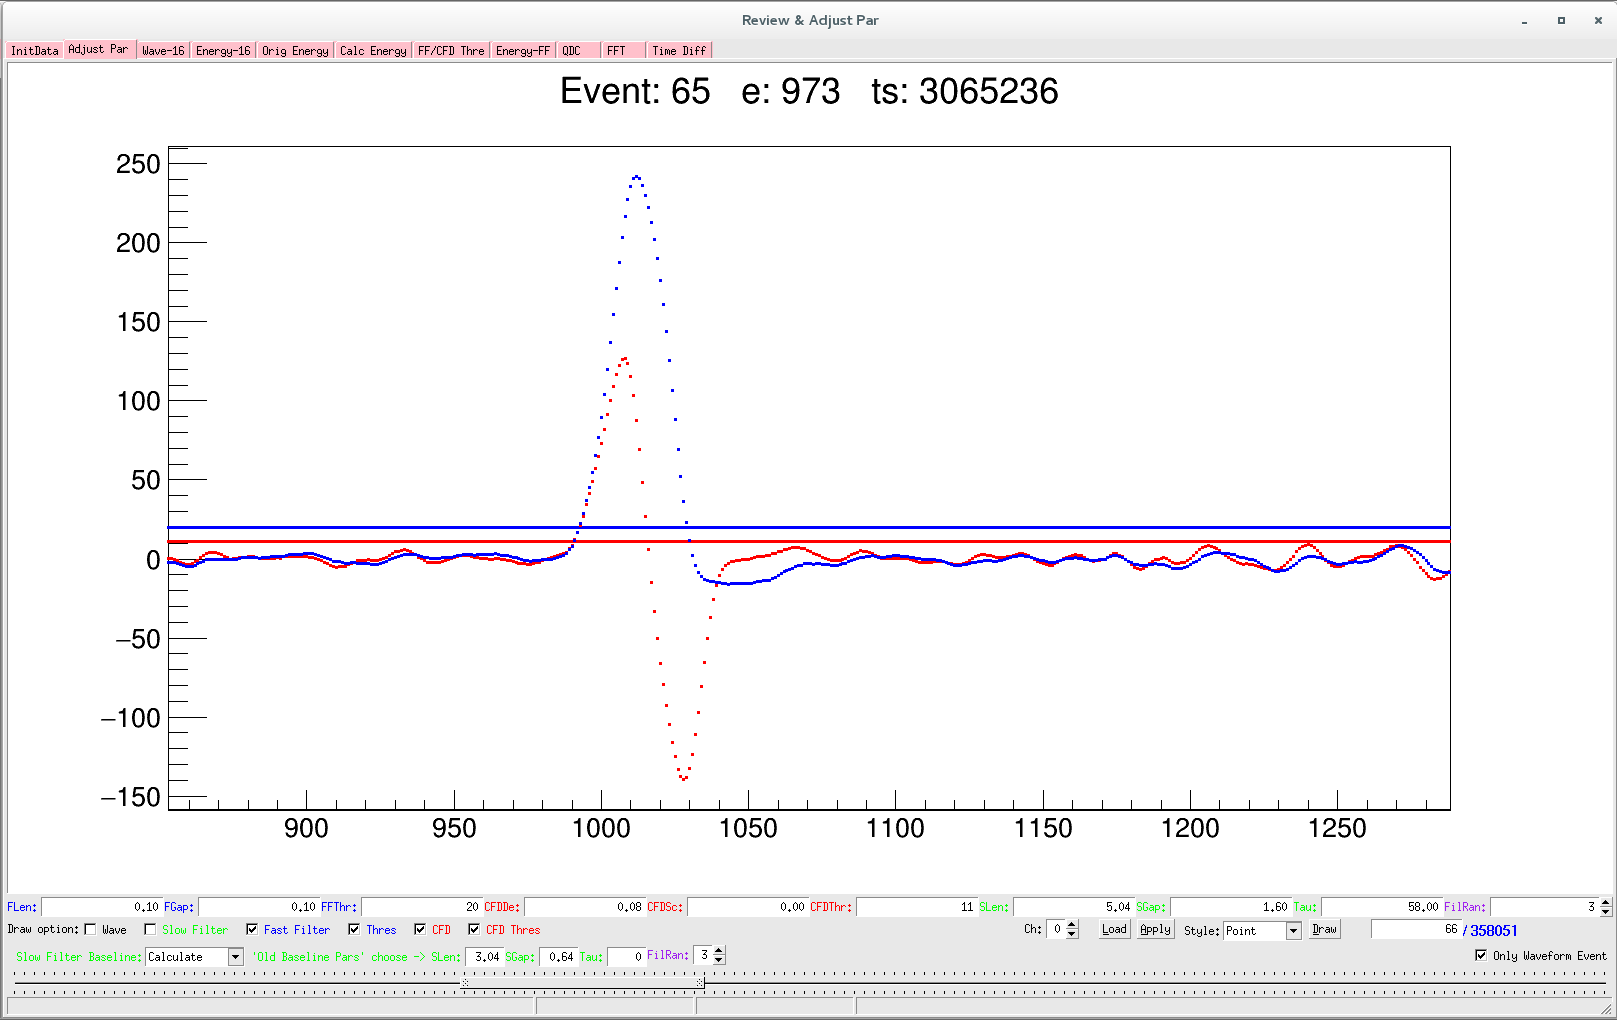 Review & Adjust Par
InitData Adjust Par Wave-16 Energy-16 Orig Energy Calc Energy FF/CFD Thre Energy-FF QDC FFT Time Diff
Event: 65 e: 973 ts: 3065236
250
200
150
100
50
0
−50
−100
−150
900 950 1000 1050 1100 1150 1200 1250
FLen: 0.10 FGap: 0.10 FFThr: 20 CFDDe: 0.08 CFDSc: 0.00 CFDThr: 11 SLen: 5.04 SGap: 1.60 Tau: 58.00 FilRan: 3
Draw option: Wave Slow Filter Fast Filter Thres CFD CFD Thres Ch: 0 Load Apply Style: Point Draw 66 / 358051
Slow Filter Baseline: Calculate 'Old Baseline Pars' choose -> SLen: 3.04 SGap: 0.64 Tau: 0 FilRan: 3 Only Waveform Event